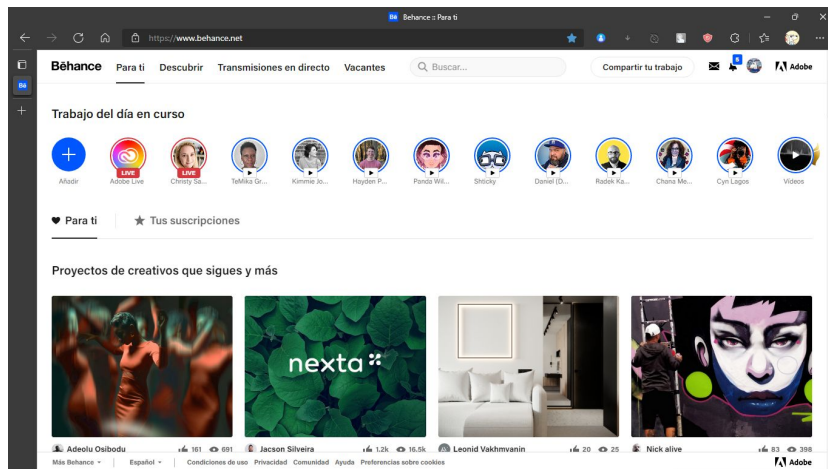 Bē Behance :: Para ti
https://www.behance.net
Bē
Bēhance Para ti Descubrir Transmisiones en directo Vacantes Buscar... Compartir tu trabajo Adobe
Trabajo del día en curso
LIVE LIVE
Añadir Adobe Live Christy Sa... TeMika Gr... Kimmie Jo... Hayden P... Panda Wil... Shticky Daniel (D... Radek Ka... Chana Me... Cyn Lagos Vídeos
Para ti Tus suscripciones
Proyectos de creativos que sigues y más
nexta
Adeolu Osibodu 161 691 Jacson Silveira 1.2k 16.5k Leonid Vakhmyanin 20 25 Nick alive 83 398
Más Behance Español Condiciones de uso Privacidad Comunidad Ayuda Preferencias sobre cookies Adobe